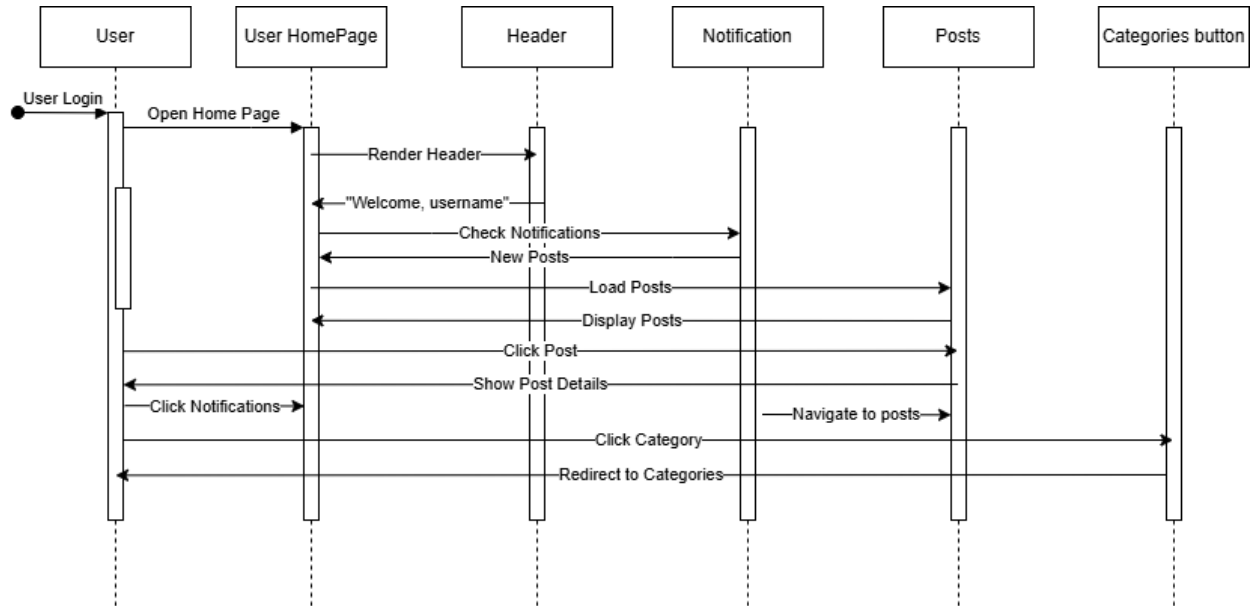 User
User HomePage
Header
Notification
Posts
Categories button
User Login
Open Home Page
Render Header
"Welcome, username"
Check Notifications
New Posts
Load Posts
Display Posts
Click Post
Show Post Details
Click Notifications
Navigate to posts
Click Category
Redirect to Categories